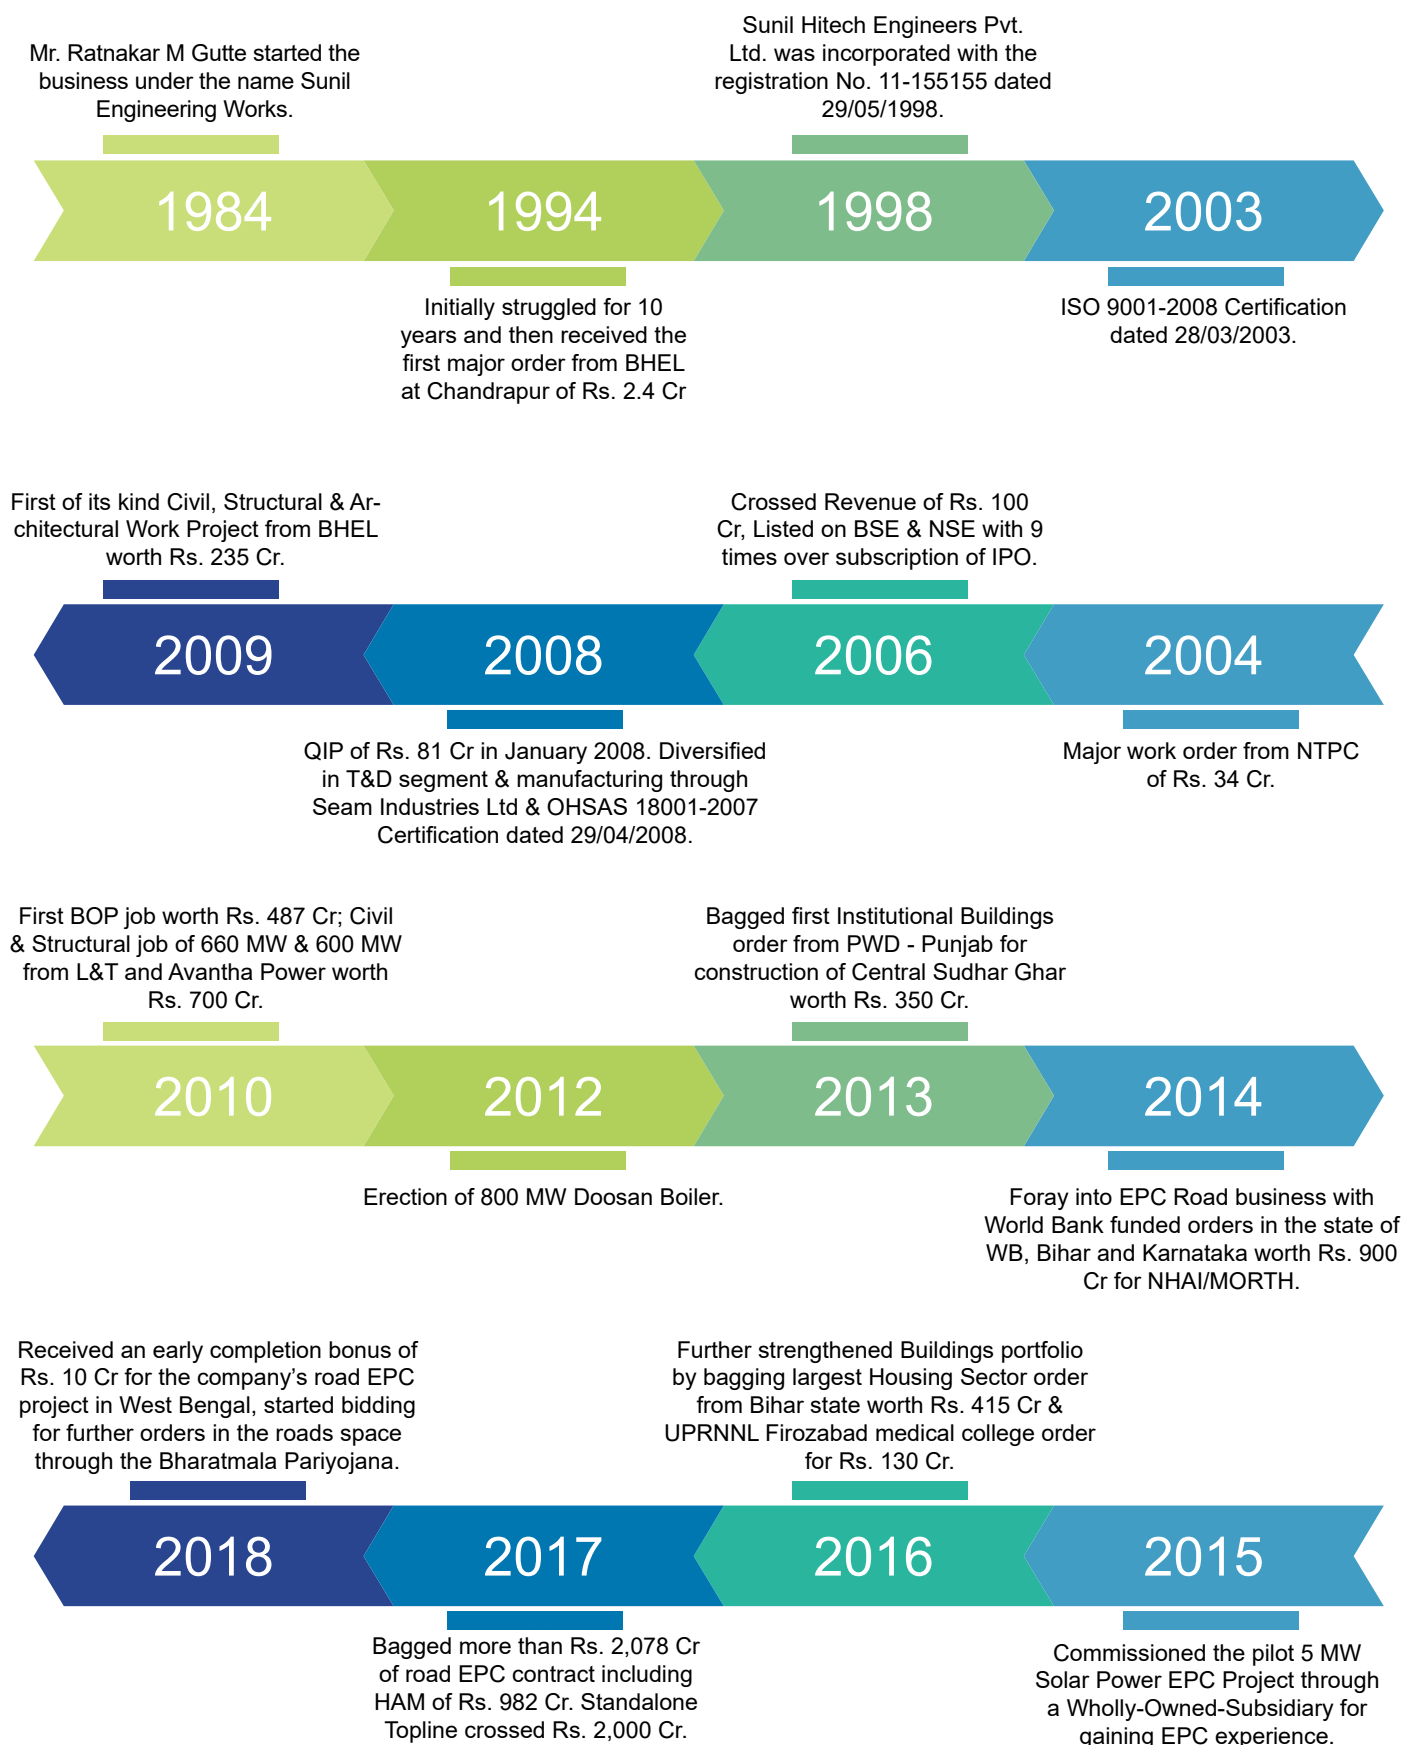 Mr. Ratnakar M Gutte started the
business under the name Sunil
Engineering Works.
Sunil Hitech Engineers Pvt.
Ltd. was incorporated with the
registration No. 11-155155 dated
29/05/1998.
1984
1994
1998
2003
Initially struggled for 10
years and then received the
first major order from BHEL
at Chandrapur of Rs. 2.4 Cr
ISO 9001-2008 Certification
dated 28/03/2003.
First of its kind Civil, Structural & Ar-
chitectural Work Project from BHEL
worth Rs. 235 Cr.
Crossed Revenue of Rs. 100
Cr, Listed on BSE & NSE with 9
times over subscription of IPO.
2009
2008
2006
2004
QIP of Rs. 81 Cr in January 2008. Diversified
in T&D segment & manufacturing through
Seam Industries Ltd & OHSAS 18001-2007
Certification dated 29/04/2008.
Major work order from NTPC
of Rs. 34 Cr.
First BOP job worth Rs. 487 Cr; Civil
& Structural job of 660 MW & 600 MW
from L&T and Avantha Power worth
Rs. 700 Cr.
Bagged first Institutional Buildings
order from PWD - Punjab for
construction of Central Sudhar Ghar
worth Rs. 350 Cr.
2010
2012
2013
2014
Erection of 800 MW Doosan Boiler.
Foray into EPC Road business with
World Bank funded orders in the state of
WB, Bihar and Karnataka worth Rs. 900
Cr for NHAI/MORTH.
Received an early completion bonus of
Rs. 10 Cr for the company's road EPC
project in West Bengal, started bidding
for further orders in the roads space
through the Bharatmala Pariyojana.
Further strengthened Buildings portfolio
by bagging largest Housing Sector order
from Bihar state worth Rs. 415 Cr &
UPRNNL Firozabad medical college order
for Rs. 130 Cr.
2018
2017
2016
2015
Bagged more than Rs. 2,078 Cr
of road EPC contract including
HAM of Rs. 982 Cr. Standalone
Topline crossed Rs. 2,000 Cr.
Commissioned the pilot 5 MW
Solar Power EPC Project through
a Wholly-Owned-Subsidiary for
gaining EPC experience.